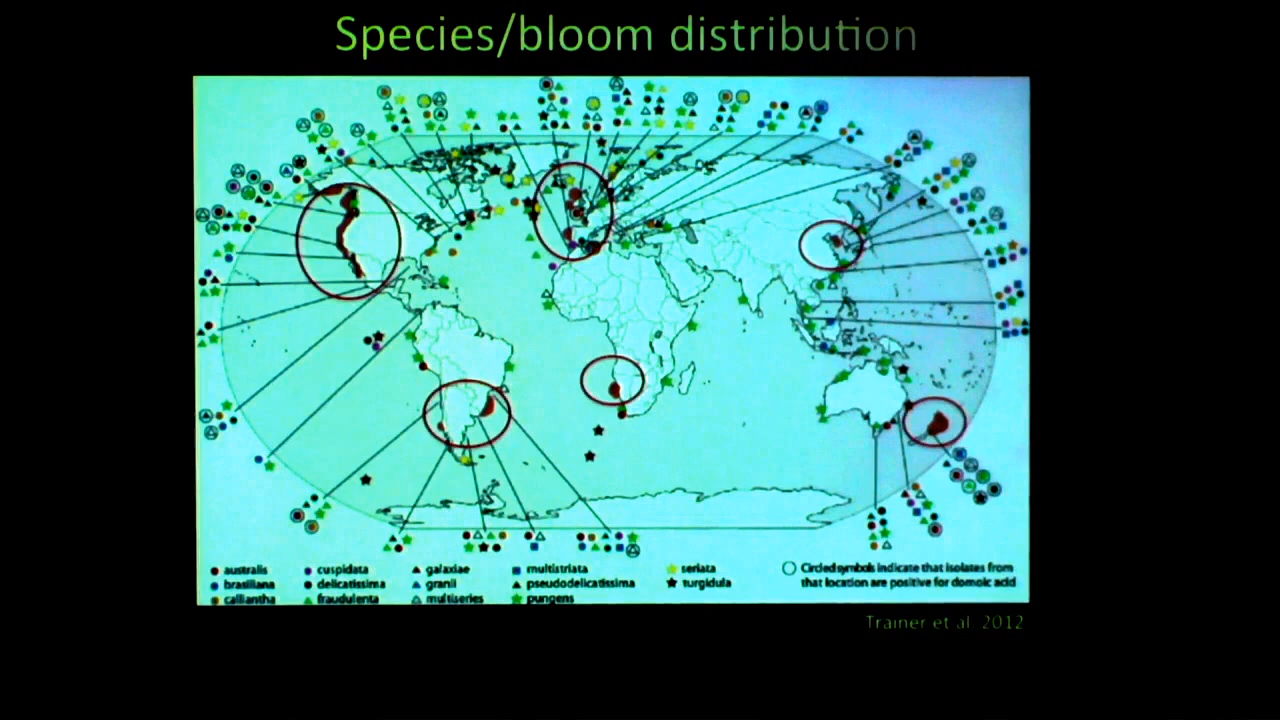 Species/bloom distribution
australis
cuspidata
galaxiae
multistriata
seriata
brasiliana
delicatissima
granii
pseudodelicatissima
turgidula
calliantha
fraudulenta
multiseries
pungens
Circled symbols indicate that isolates from
that location are positive for domoic acid
Trainer et al. 2012